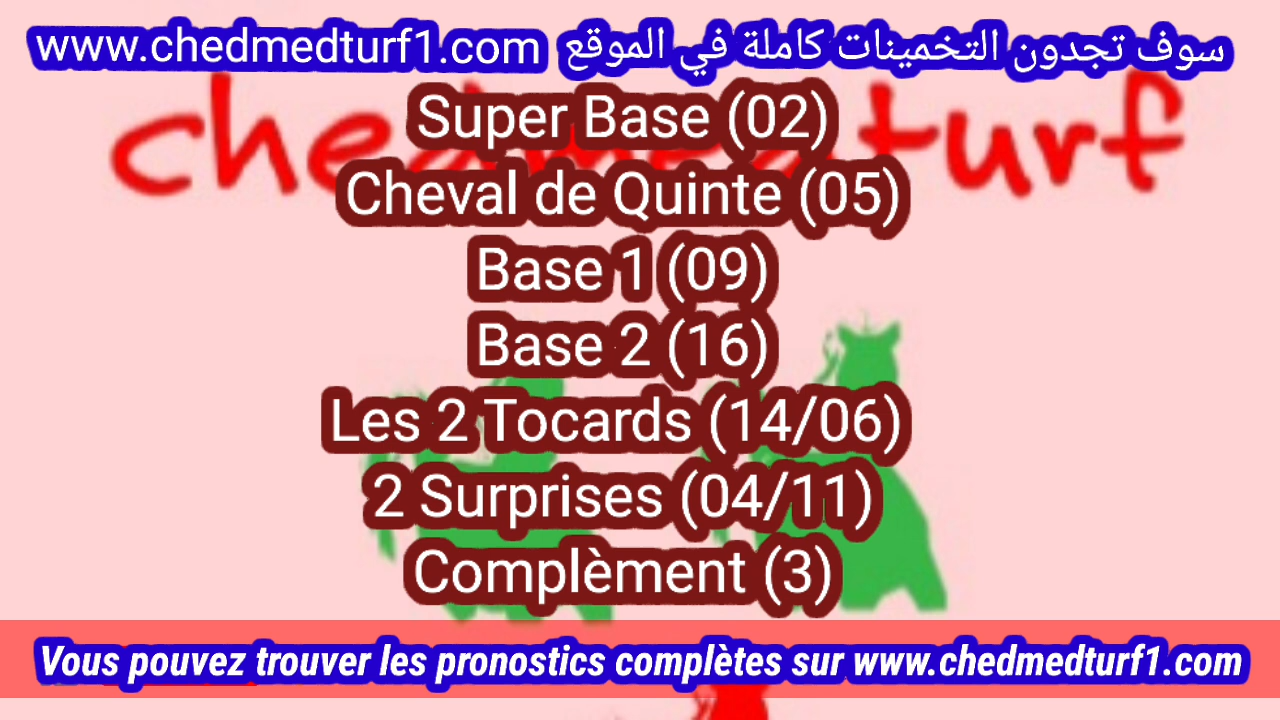 www.chedmedturf1.com سوف تجدون التخمينات كاملة في الموقع
chedmedturf
Super Base (02)
Cheval de Quinte (05)
Base 1 (09)
Base 2 (16)
Les 2 Tocards (14/06)
2 Surprises (04/11)
Complèment (3)
Vous pouvez trouver les pronostics complètes sur www.chedmedturf1.com